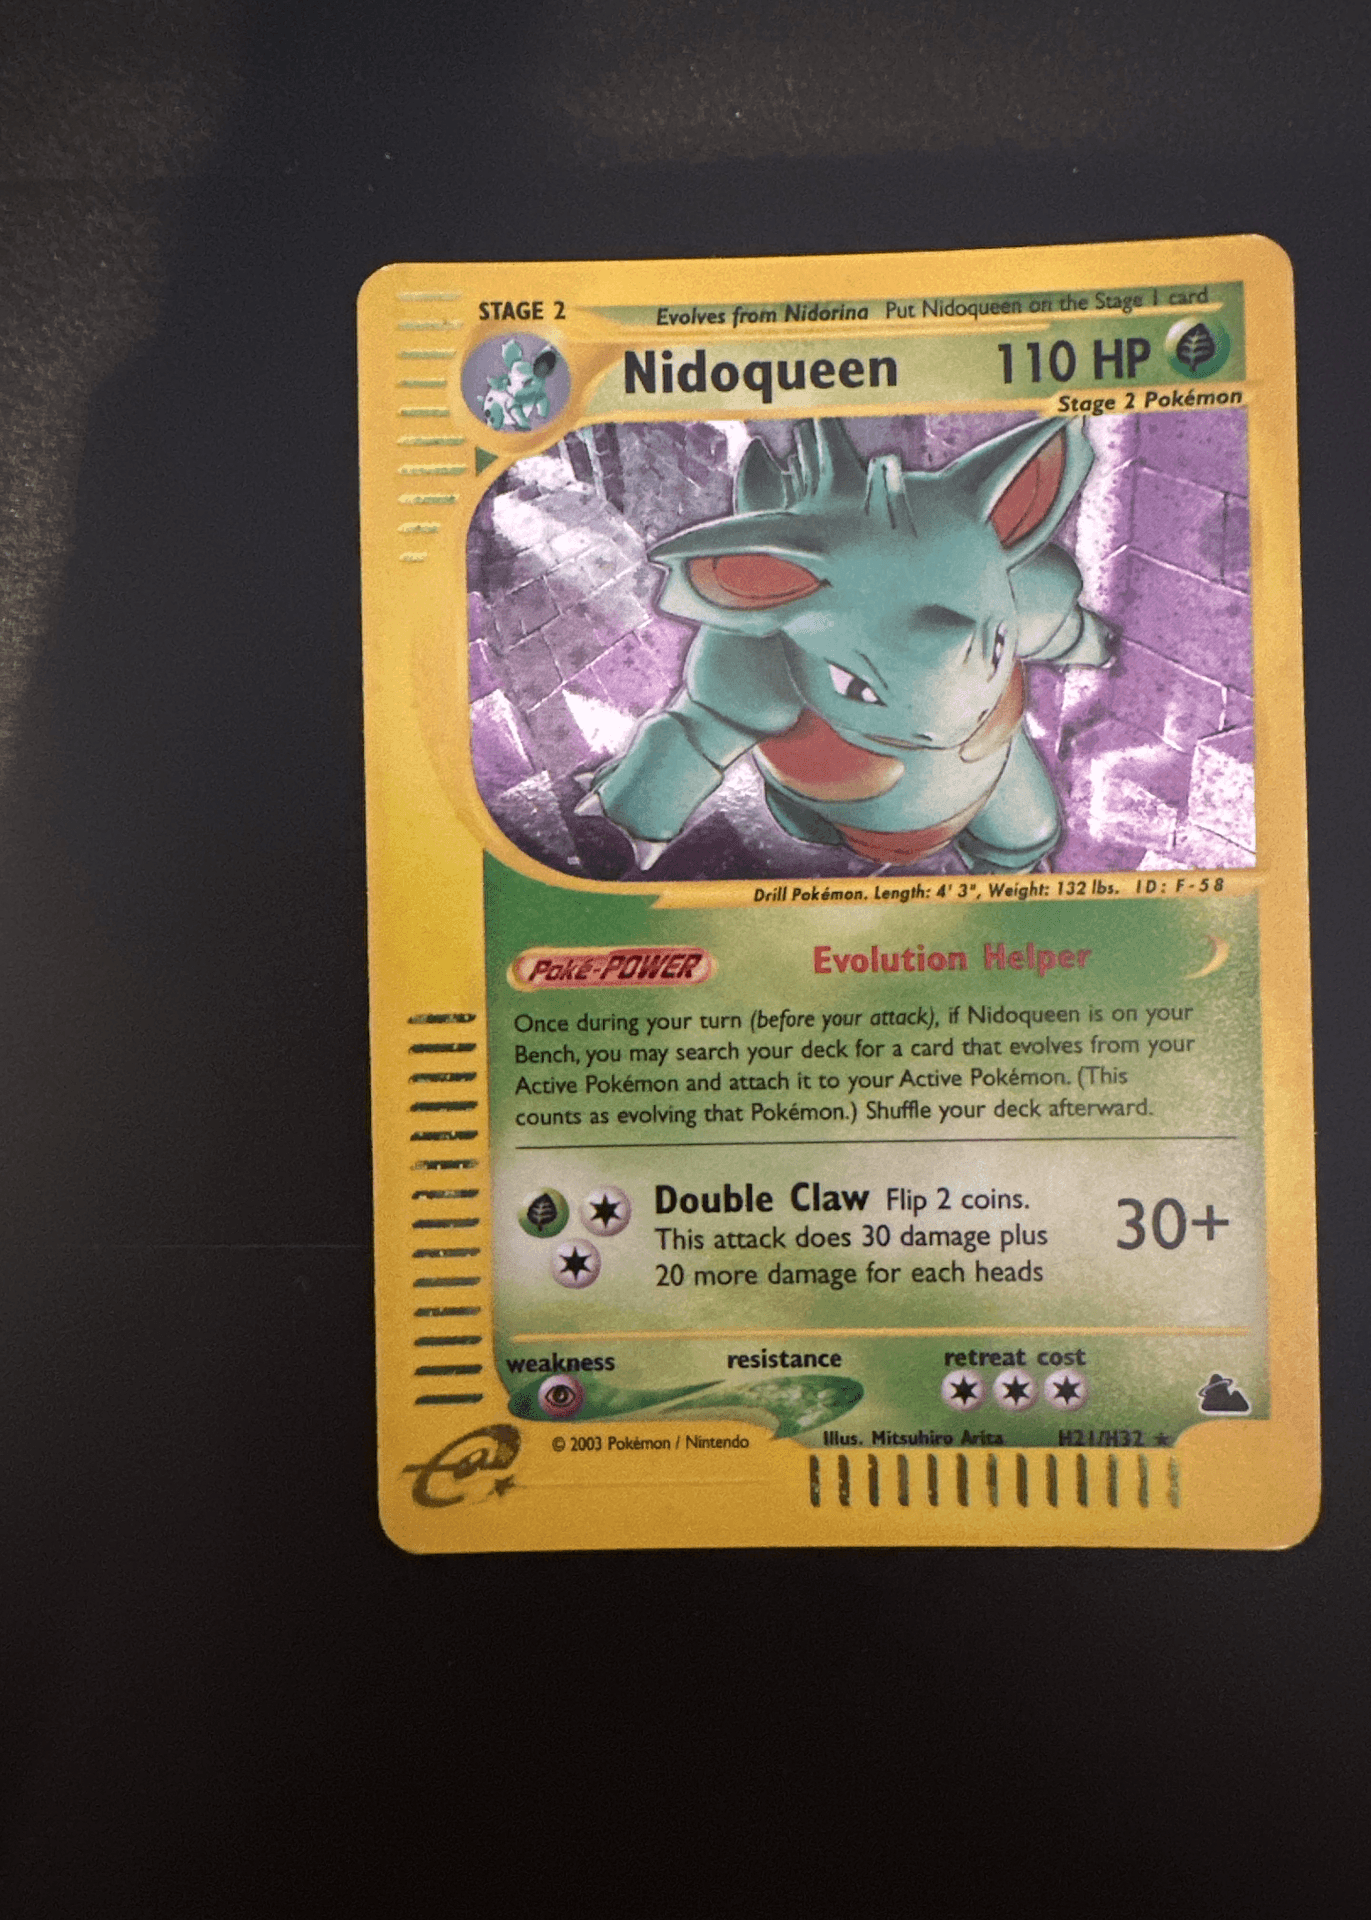 STAGE 2
Evolves from Nidorina Put Nidoqueen on the Stage 1 card
Nidoqueen 110 HP
Stage 2 Pokémon
Drill Pokémon. Length: 4' 3", Weight: 132 lbs. ID: F-58
Poké-POWER Evolution Helper
Once during your turn (before your attack), if Nidoqueen is on your
Bench, you may search your deck for a card that evolves from your
Active Pokémon and attach it to your Active Pokémon. (This
counts as evolving that Pokémon.) Shuffle your deck afterward.
Double Claw Flip 2 coins.
This attack does 30 damage plus
20 more damage for each heads
30+
weakness resistance retreat cost
e
© 2003 Pokémon / Nintendo Illus. Mitsuhiro Arita H21/H32 ★